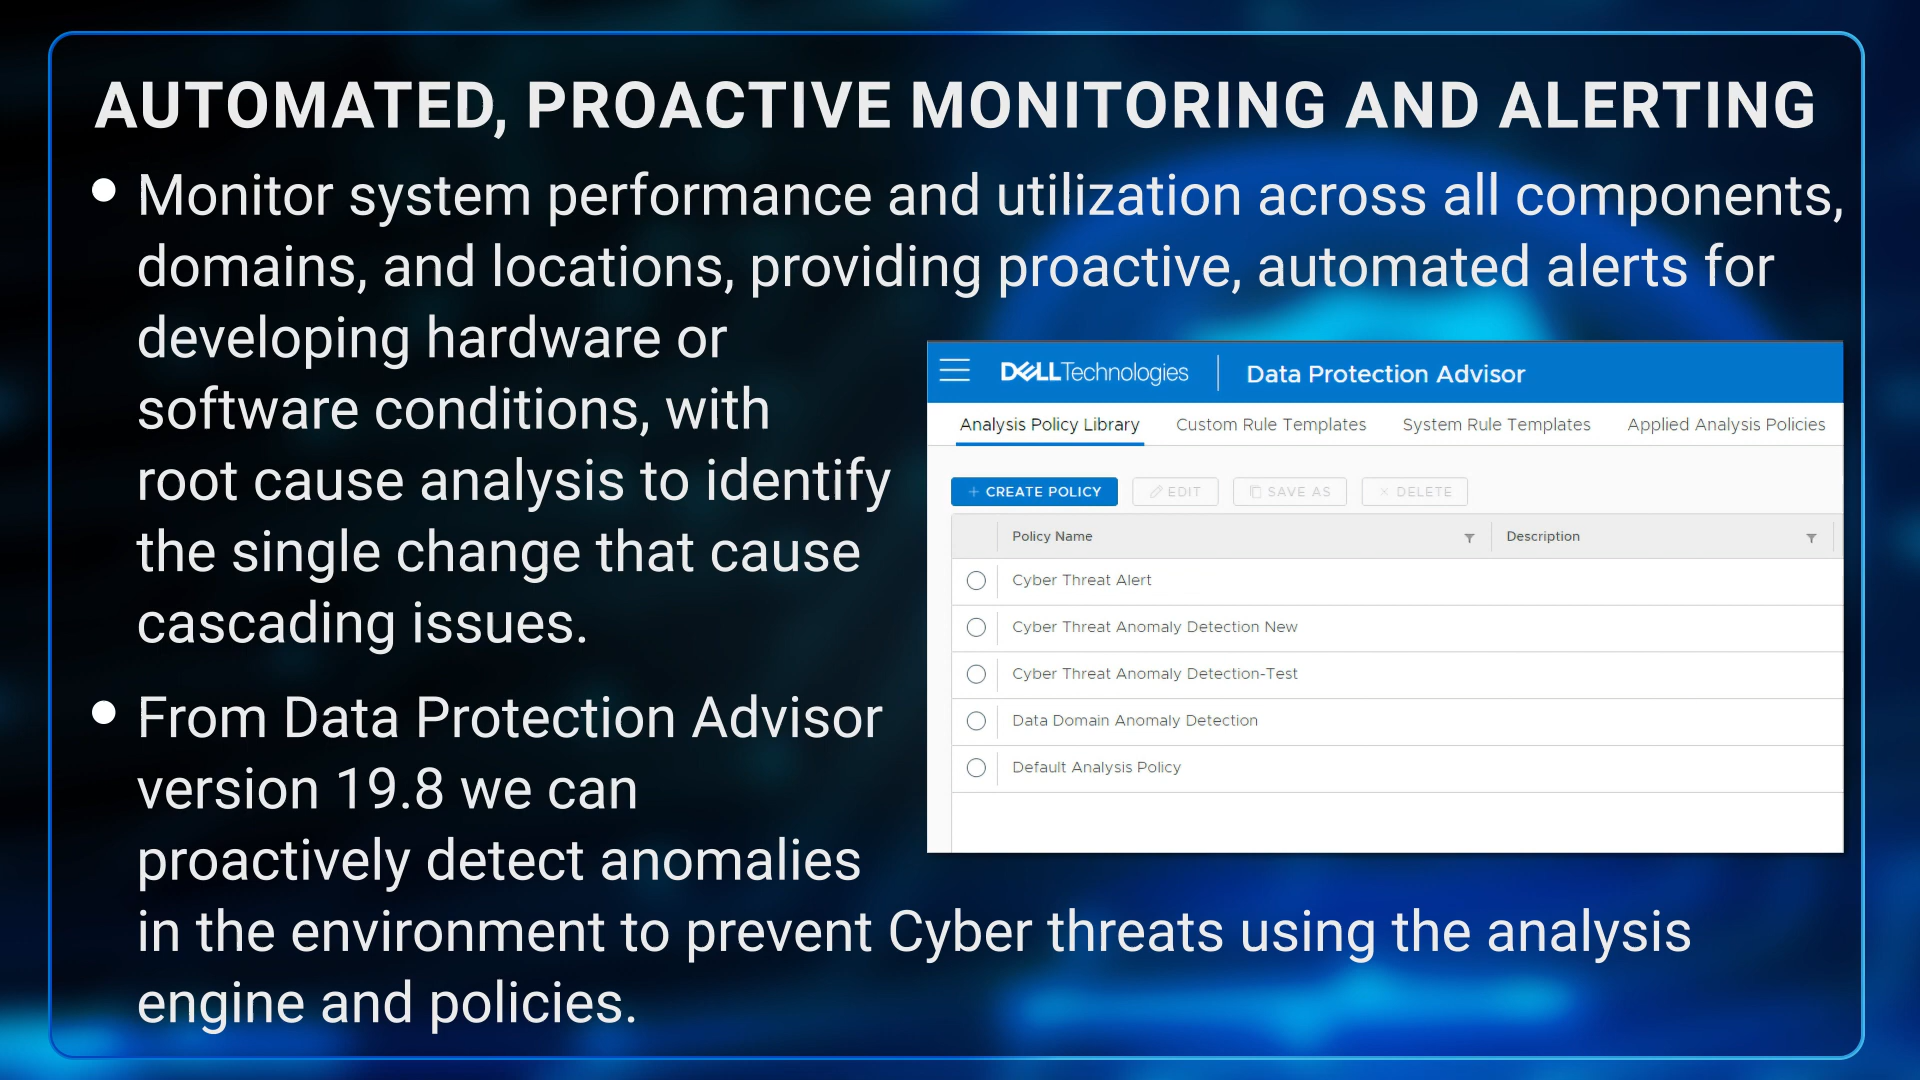 AUTOMATED, PROACTIVE MONITORING AND ALERTING
• Monitor system performance and utilization across all components,
domains, and locations, providing proactive, automated alerts for
developing hardware or
software conditions, with
root cause analysis to identify
the single change that cause
cascading issues.
• From Data Protection Advisor
version 19.8 we can
proactively detect anomalies
in the environment to prevent Cyber threats using the analysis
engine and policies.
DELLTechnologies | Data Protection Advisor
Analysis Policy Library Custom Rule Templates System Rule Templates Applied Analysis Policies
+ CREATE POLICY EDIT SAVE AS × DELETE
Policy Name Description
Cyber Threat Alert
Cyber Threat Anomaly Detection New
Cyber Threat Anomaly Detection-Test
Data Domain Anomaly Detection
Default Analysis Policy